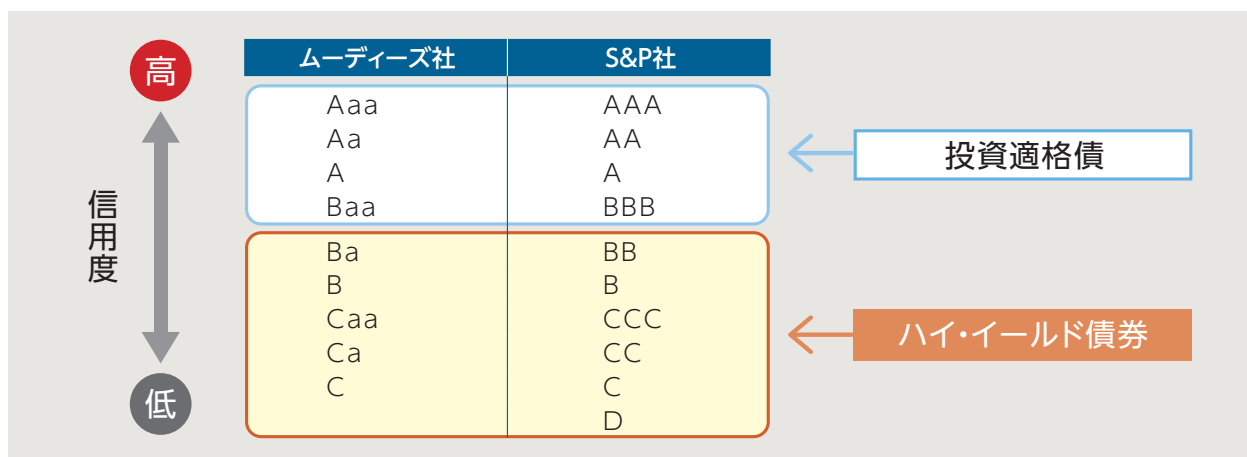 高
信用度
低
ムーディーズ社 S&P社
Aaa AAA
Aa AA
A A
Baa BBB
投資適格債
Ba BB
B B
Caa CCC
Ca CC
C C
D
ハイ・イールド債券